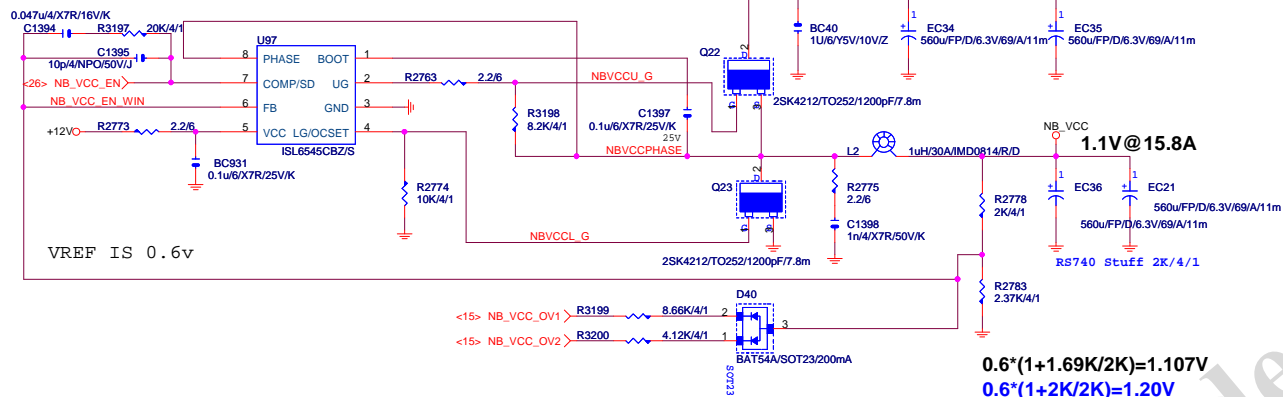 0.047u/4/X7R/16V/K
C1394
R3197
20K/4/1
C1395
10p/4/NPO/50V/J
<26> NB_VCC_EN
NB_VCC_EN_WIN
+12V
R2773
2.2/6
BC931
0.1u/6/X7R/25V/K
U97
8 PHASE BOOT 1
7 COMP/SD UG 2
6 FB GND 3
5 VCC LG/OCSET 4
ISL6545CBZ/S
R2763
2.2/6
NBVCCU_G
R3198
8.2K/4/1
C1397
0.1u/6/X7R/25V/K
25V
NBVCCPHASE
R2774
10K/4/1
NBVCCL_G
Q22
2
2SK4212/TO252/1200pF/7.8m
Q23
2
2SK4212/TO252/1200pF/7.8m
BC40
1U/6/Y5V/10V/Z
1
EC34
560u/FP/D/6.3V/69/A/11m
1
EC35
560u/FP/D/6.3V/69/A/11m
L2
1uH/30A/IMD0814/R/D
NB_VCC
1.1V@15.8A
R2775
2.2/6
C1398
1n/4/X7R/50V/K
R2778
2K/4/1
1
EC36
1
EC21
560u/FP/D/6.3V/69/A/11m
560u/FP/D/6.3V/69/A/11m
RS740 Stuff 2K/4/1
R2783
2.37K/4/1
VREF IS 0.6v
<15> NB_VCC_OV1
R3199
8.66K/4/1
<15> NB_VCC_OV2
R3200
4.12K/4/1
D40
2
1
3
BAT54A/SOT23/200mA
SOT23
0.6*(1+1.69K/2K)=1.107V
0.6*(1+2K/2K)=1.20V